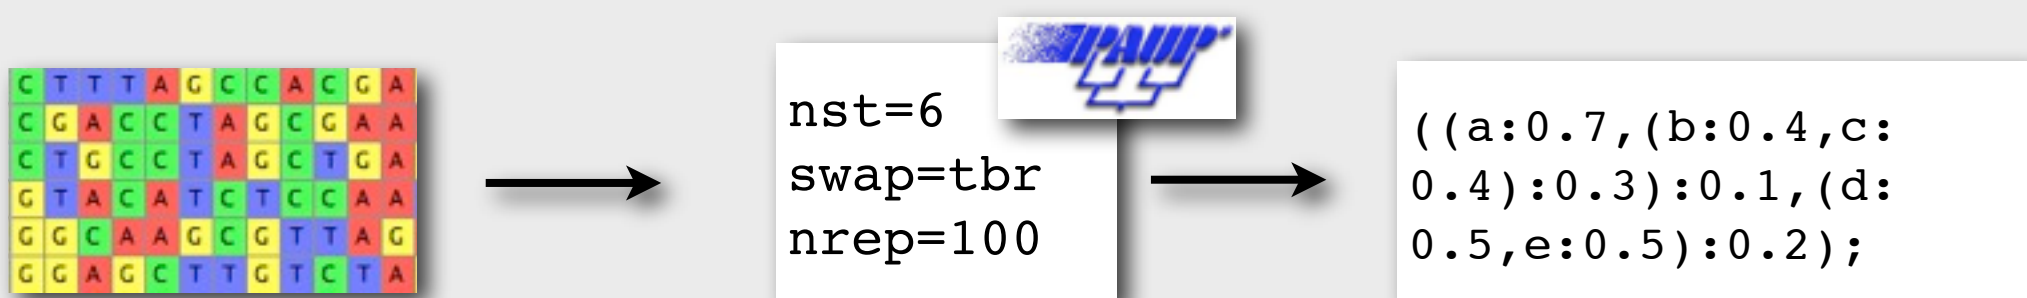 C T T T A G C C A C G A
C G A C C T A G C G A A
C T G C C T A G C T G A
G T A C A T C T C C A A
G G C A A G C G T T A G
G G A G C T T G T C T A
PAUP*
nst=6
swap=tbr
nrep=100
((a:0.7,(b:0.4,c:
0.4):0.3):0.1,(d:
0.5,e:0.5):0.2);